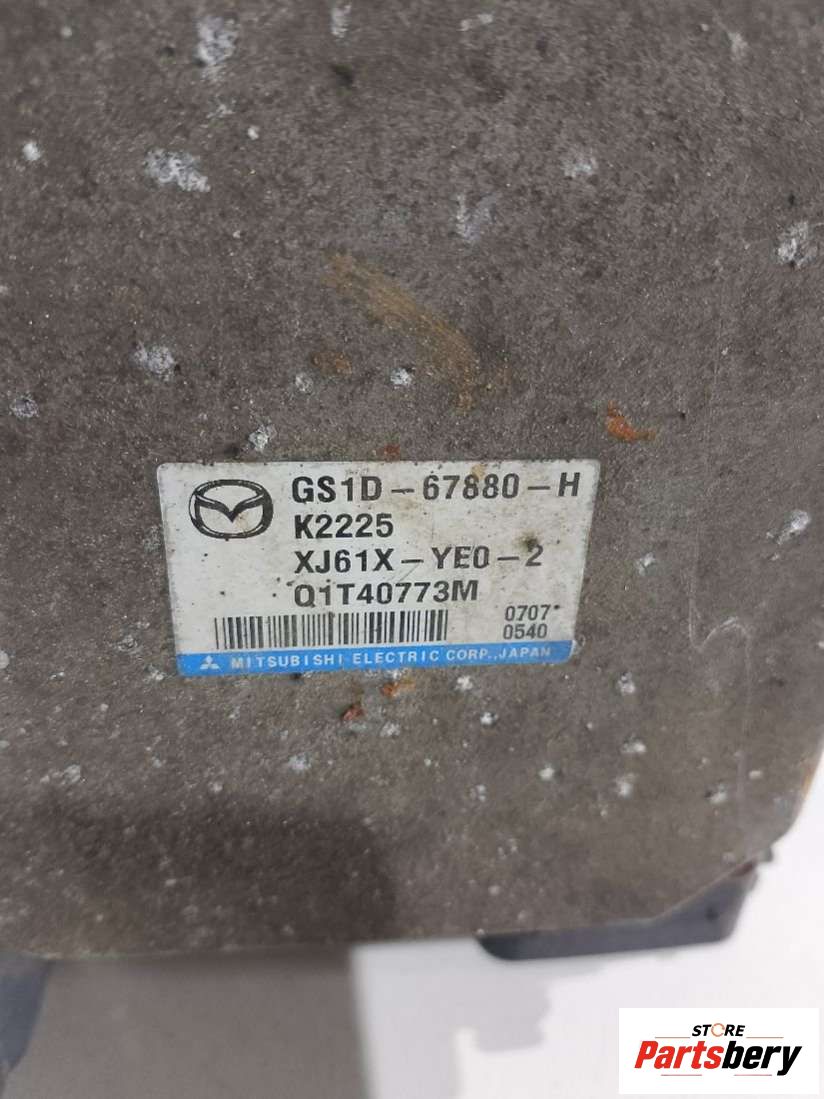 GS1D-67880-H
K2225
XJ61X-YE0-2
Q1T40773M
0707
0540
MITSUBISHI ELECTRIC CORP., JAPAN
STORE
Partsbery